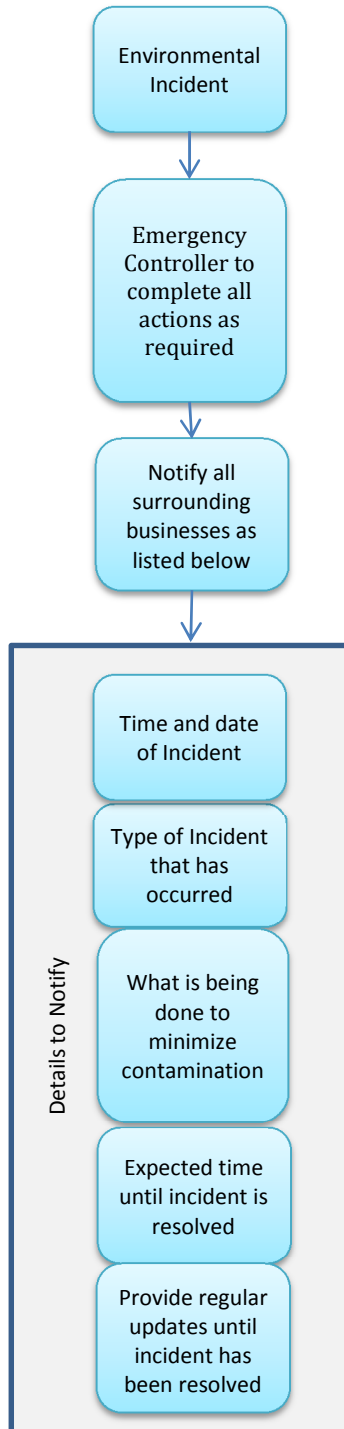 Environmental
Incident
Emergency
Controller to
complete all
actions as
required
Notify all
surrounding
businesses as
listed below
Details to Notify
Time and date
of Incident
Type of Incident
that has
occurred
What is being
done to
minimize
contamination
Expected time
until incident is
resolved
Provide regular
updates until
incident has
been resolved